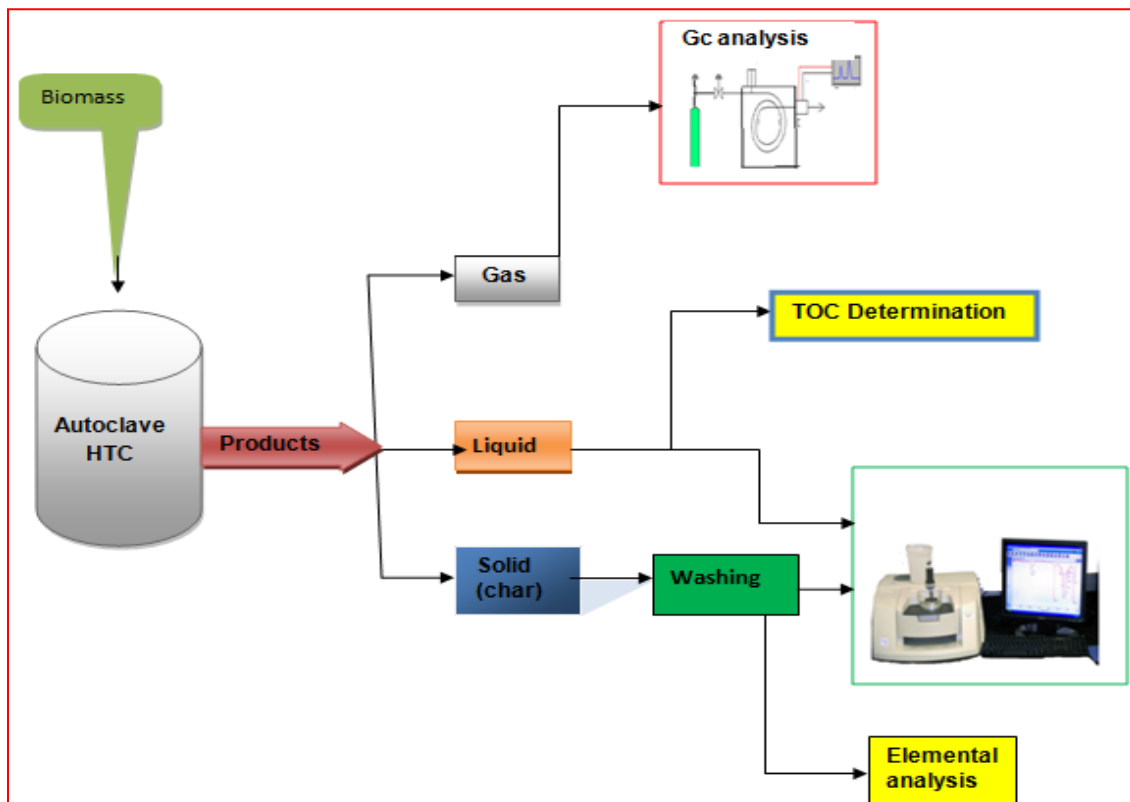 Gc analysis
Biomass
Gas
TOC Determination
Autoclave
HTC
Products
Liquid
Solid
(char)
Washing
Elemental
analysis